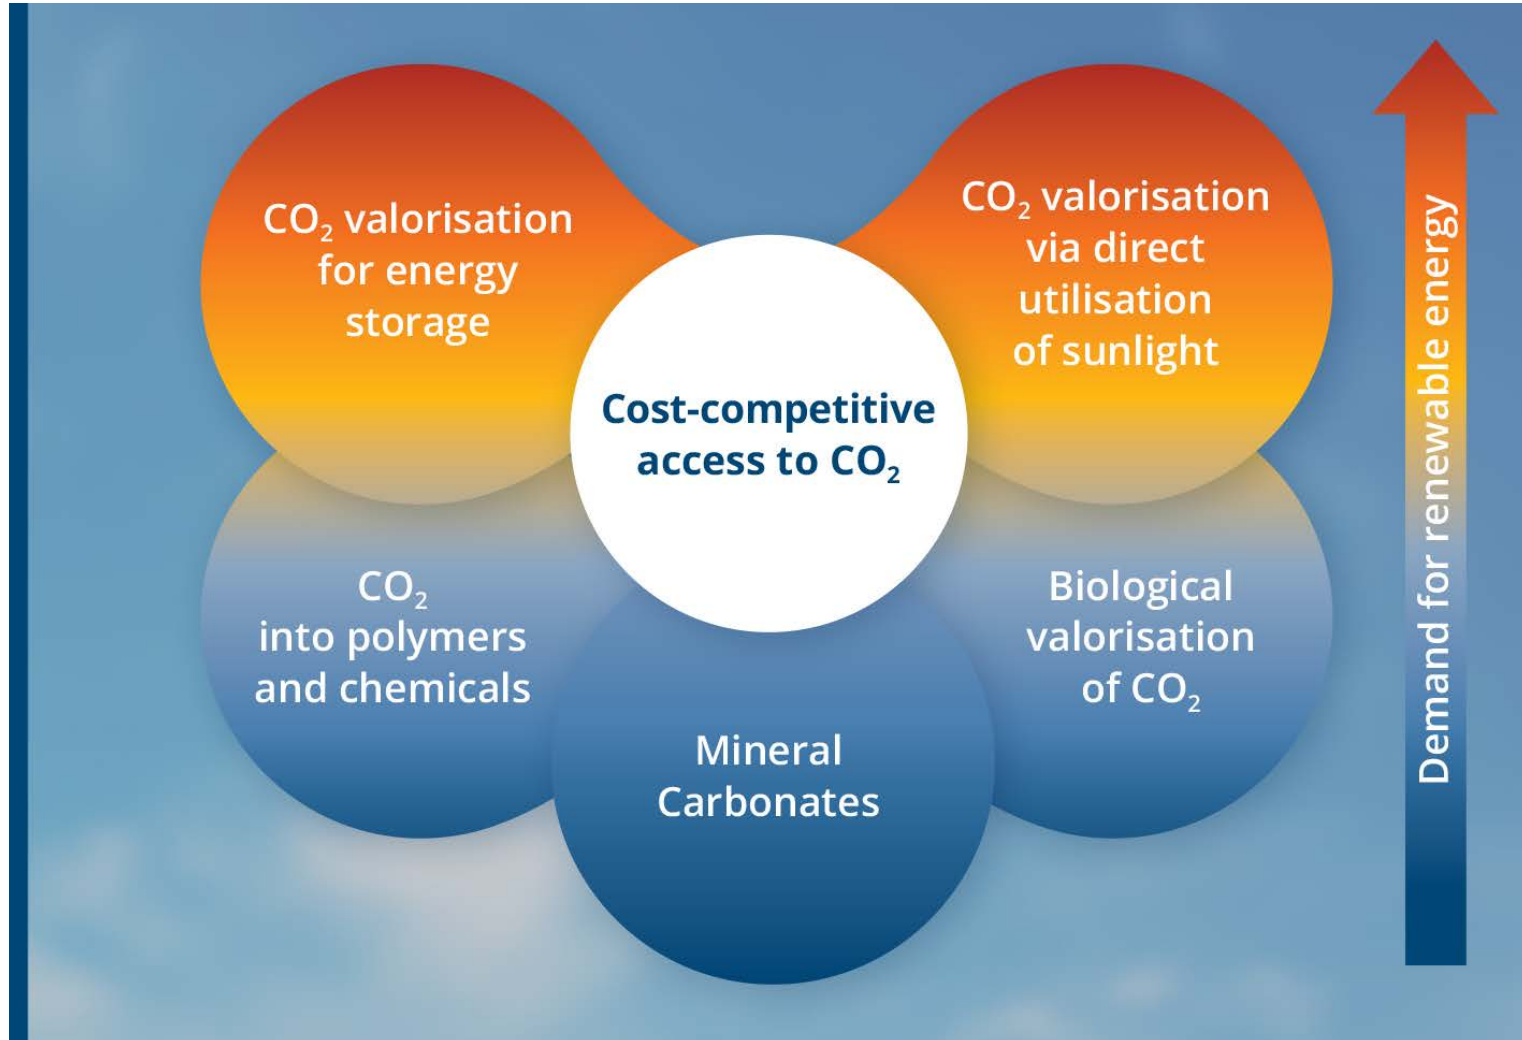 CO₂ valorisation
for energy
storage
CO₂ valorisation
via direct
utilisation
of sunlight
Cost-competitive
access to CO₂
CO₂
into polymers
and chemicals
Biological
valorisation
of CO₂
Mineral
Carbonates
Demand for renewable energy